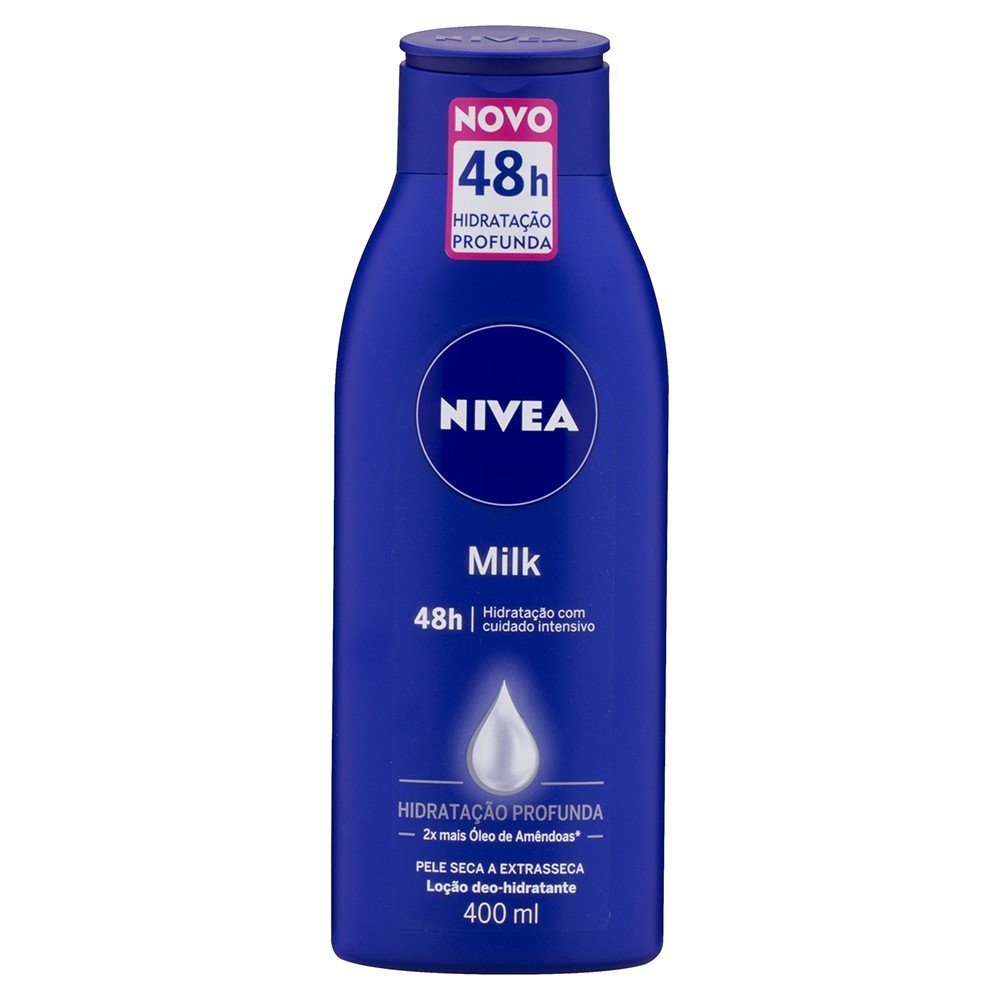 NIVEA
NOVO
48h
HIDRATAÇÃO
PROFUNDA
NIVEA
Milk
48h | Hidratação com
cuidado intensivo
HIDRATAÇÃO PROFUNDA
2x mais Óleo de Amêndoas*
PELE SECA A EXTRASSECA
Loção deo-hidratante
400 ml